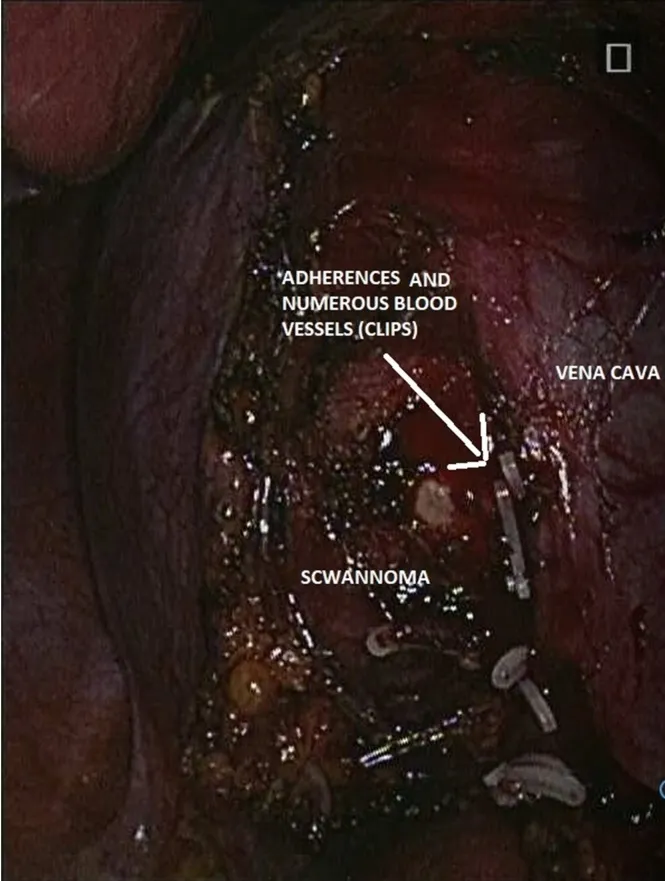 ADHERENCES AND
NUMEROUS BLOOD
VESSELS (CLIPS)
VENA CAVA
SCWANNOMA